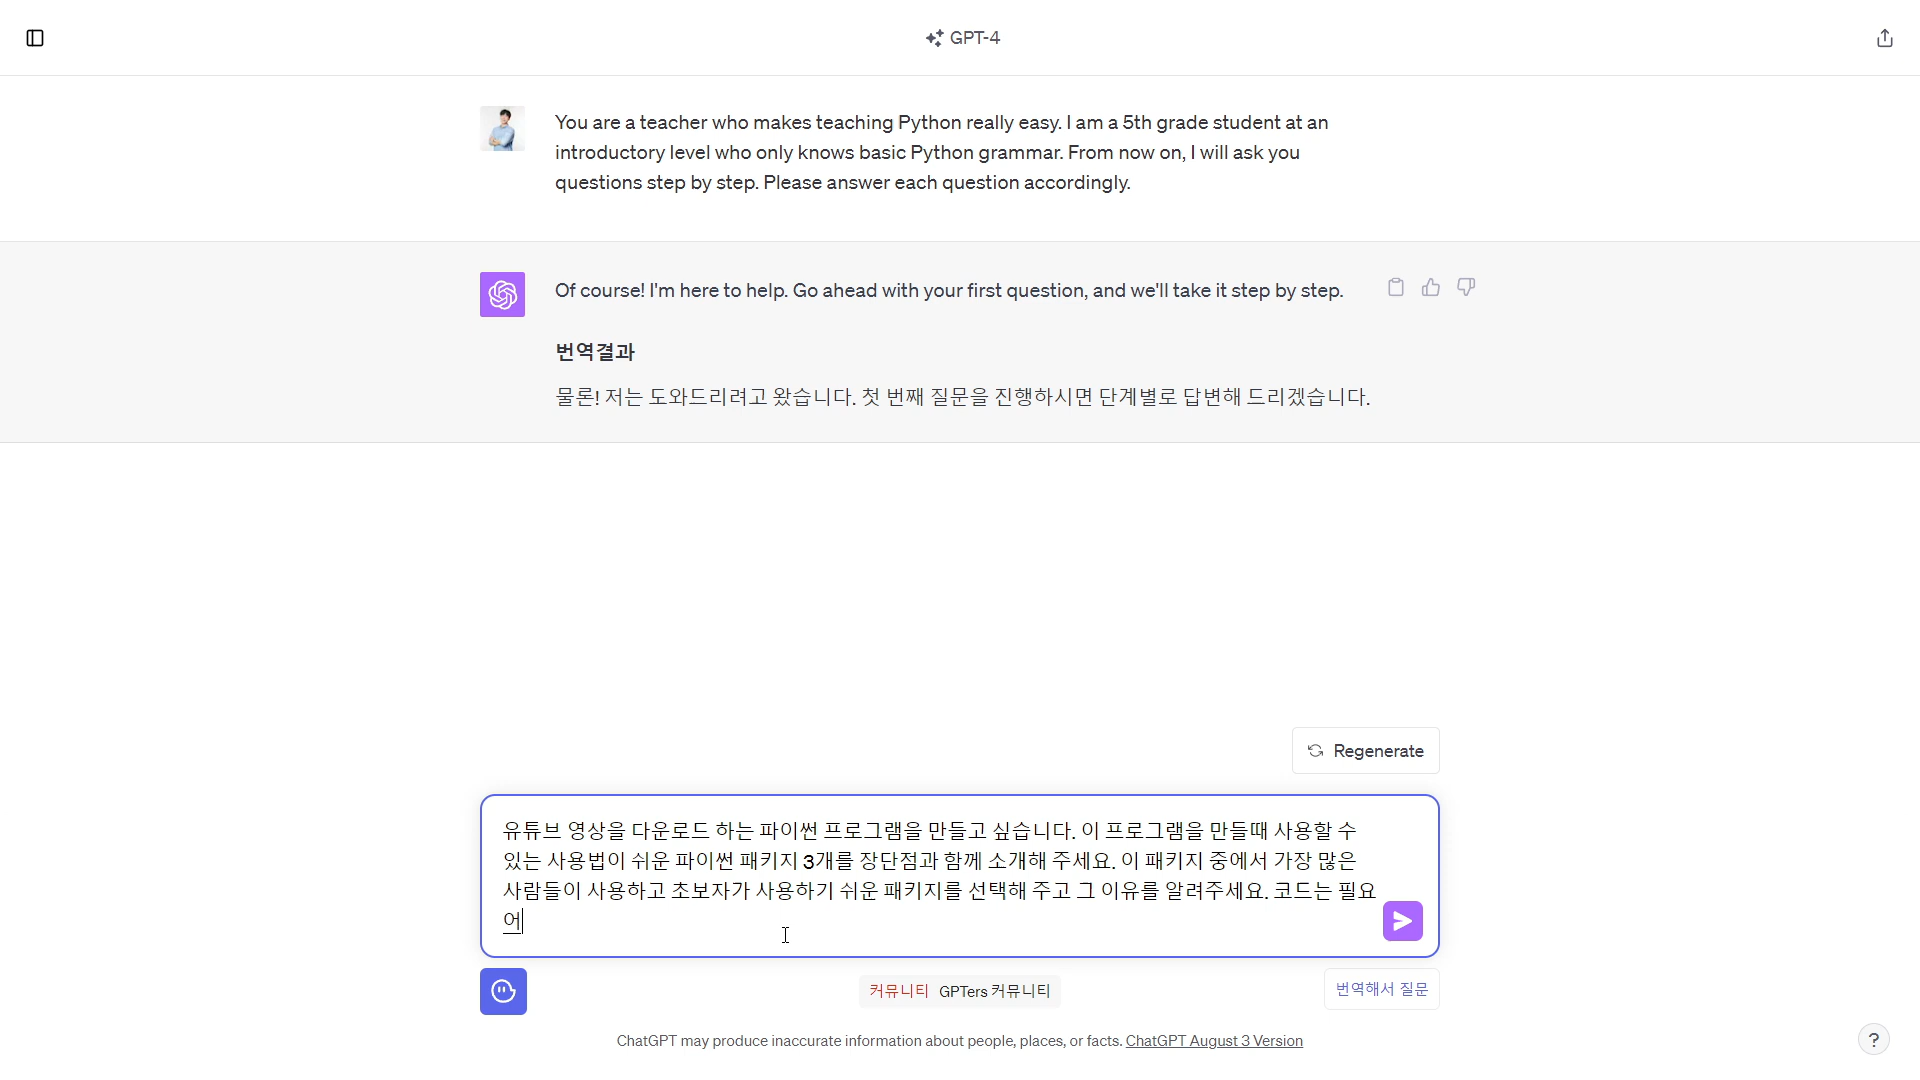 GPT-4
You are a teacher who makes teaching Python really easy. I am a 5th grade student at an
introductory level who only knows basic Python grammar. From now on, I will ask you
questions step by step. Please answer each question accordingly.
Of course! I'm here to help. Go ahead with your first question, and we'll take it step by step.
번역결과
물론! 저는 도와드리려고 왔습니다. 첫 번째 질문을 진행하시면 단계별로 답변해 드리겠습니다.
Regenerate
유튜브 영상을 다운로드 하는 파이썬 프로그램을 만들고 싶습니다. 이 프로그램을 만들때 사용할 수
있는 사용법이 쉬운 파이썬 패키지 3개를 장단점과 함께 소개해 주세요. 이 패키지 중에서 가장 많은
사람들이 사용하고 초보자가 사용하기 쉬운 패키지를 선택해 주고 그 이유를 알려주세요. 코드는 필요
어
커뮤니티 GPTers 커뮤니티
번역해서 질문
ChatGPT may produce inaccurate information about people, places, or facts. ChatGPT August 3 Version
?